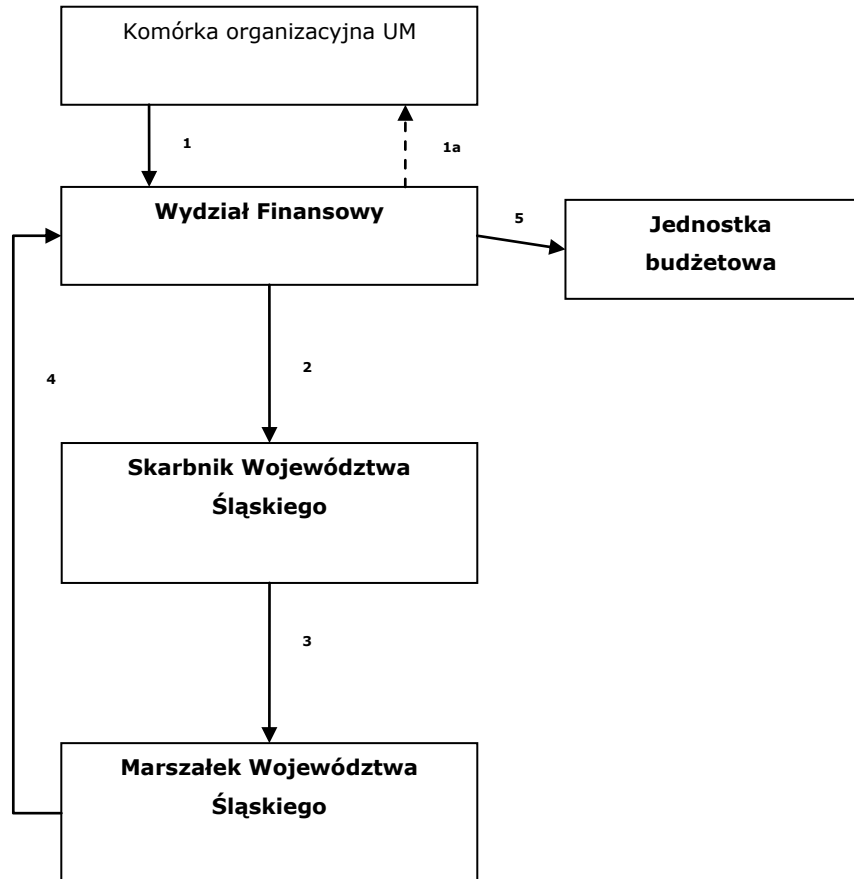 Komórka organizacyjna UM
1
1a
Wydział Finansowy
5
Jednostka
budżetowa
2
4
Skarbnik Województwa
Śląskiego
3
Marszałek Województwa
Śląskiego